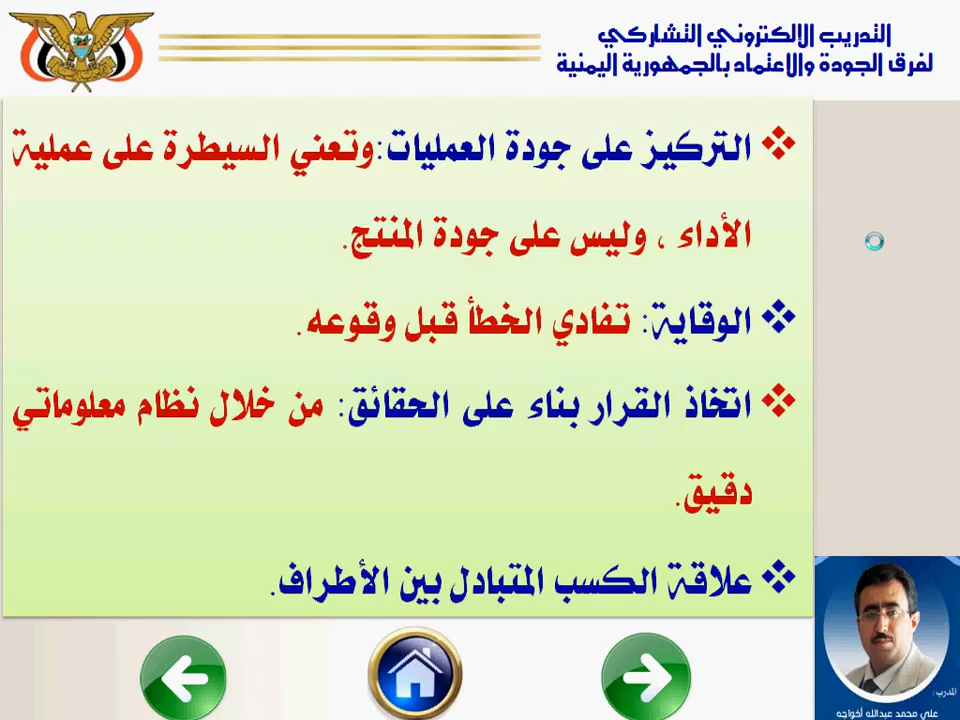 التدريب الإلكتروني التشاركي
لفرق الجودة والاعتماد بالجمهورية اليمنية
التركيز على جودة العمليات:وتعني السيطرة على عملية
الأداء ، وليس على جودة المنتج.
الوقاية: تفادي الخطأ قبل وقوعه.
اتخاذ القرار بناء على الحقائق: من خلال نظام معلوماتي
دقيق.
علاقة الكسب المتبادل بين الأطراف.
المدرب:
علي محمد عبدالله أخواجه